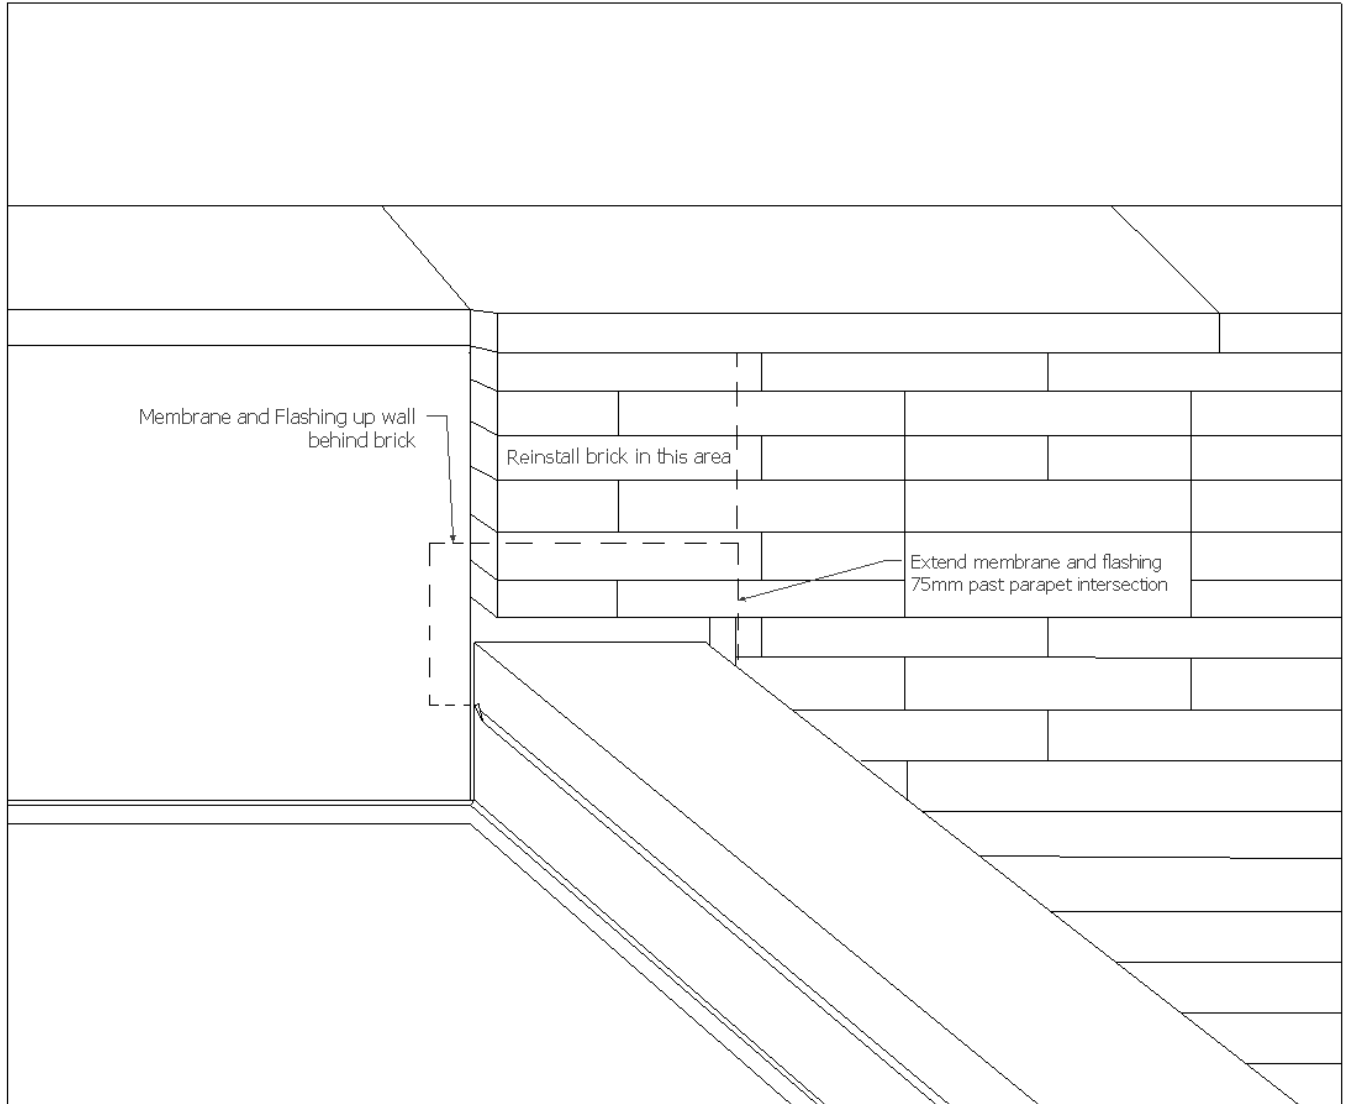 Membrane and Flashing up wall
behind brick
Reinstall brick in this area
Extend membrane and flashing
75mm past parapet intersection